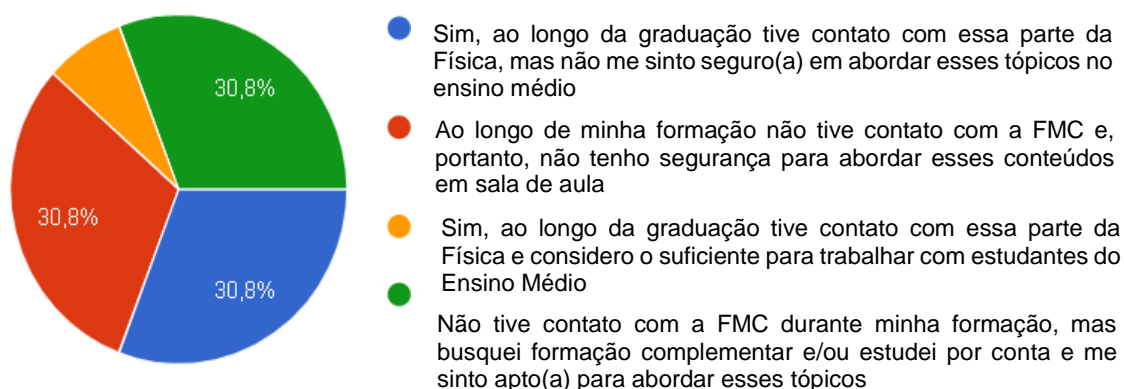 30,8%
30,8%
30,8%
Sim, ao longo da graduação tive contato com essa parte da
Física, mas não me sinto seguro(a) em abordar esses tópicos no
ensino médio
Ao longo de minha formação não tive contato com a FMC e,
portanto, não tenho segurança para abordar esses conteúdos
em sala de aula
Sim, ao longo da graduação tive contato com essa parte da
Física e considero o suficiente para trabalhar com estudantes do
Ensino Médio
Não tive contato com a FMC durante minha formação, mas
busquei formação complementar e/ou estudei por conta e me
sinto apto(a) para abordar esses tópicos